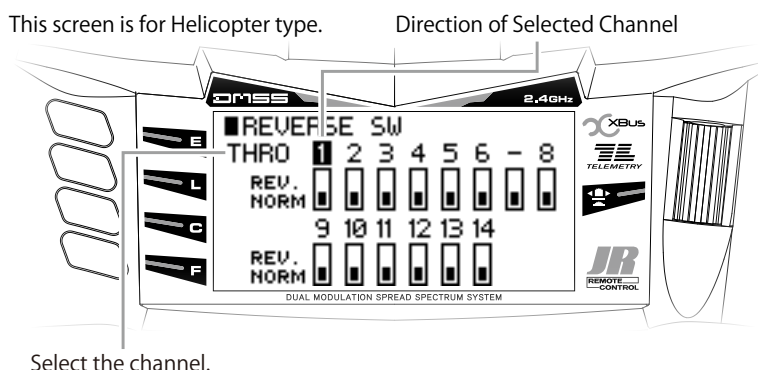 This screen is for Helicopter type.
Direction of Selected Channel
DMSS
2.4GHz
E
L
C
F
■REVERSE SW
THRO 1 2 3 4 5 6 - 8
REV.
NORM
9 10 11 12 13 14
REV.
NORM
XBus
TELEMETRY
JR
REMOTE
CONTROL
DUAL MODULATION SPREAD SPECTRUM SYSTEM
Select the channel.